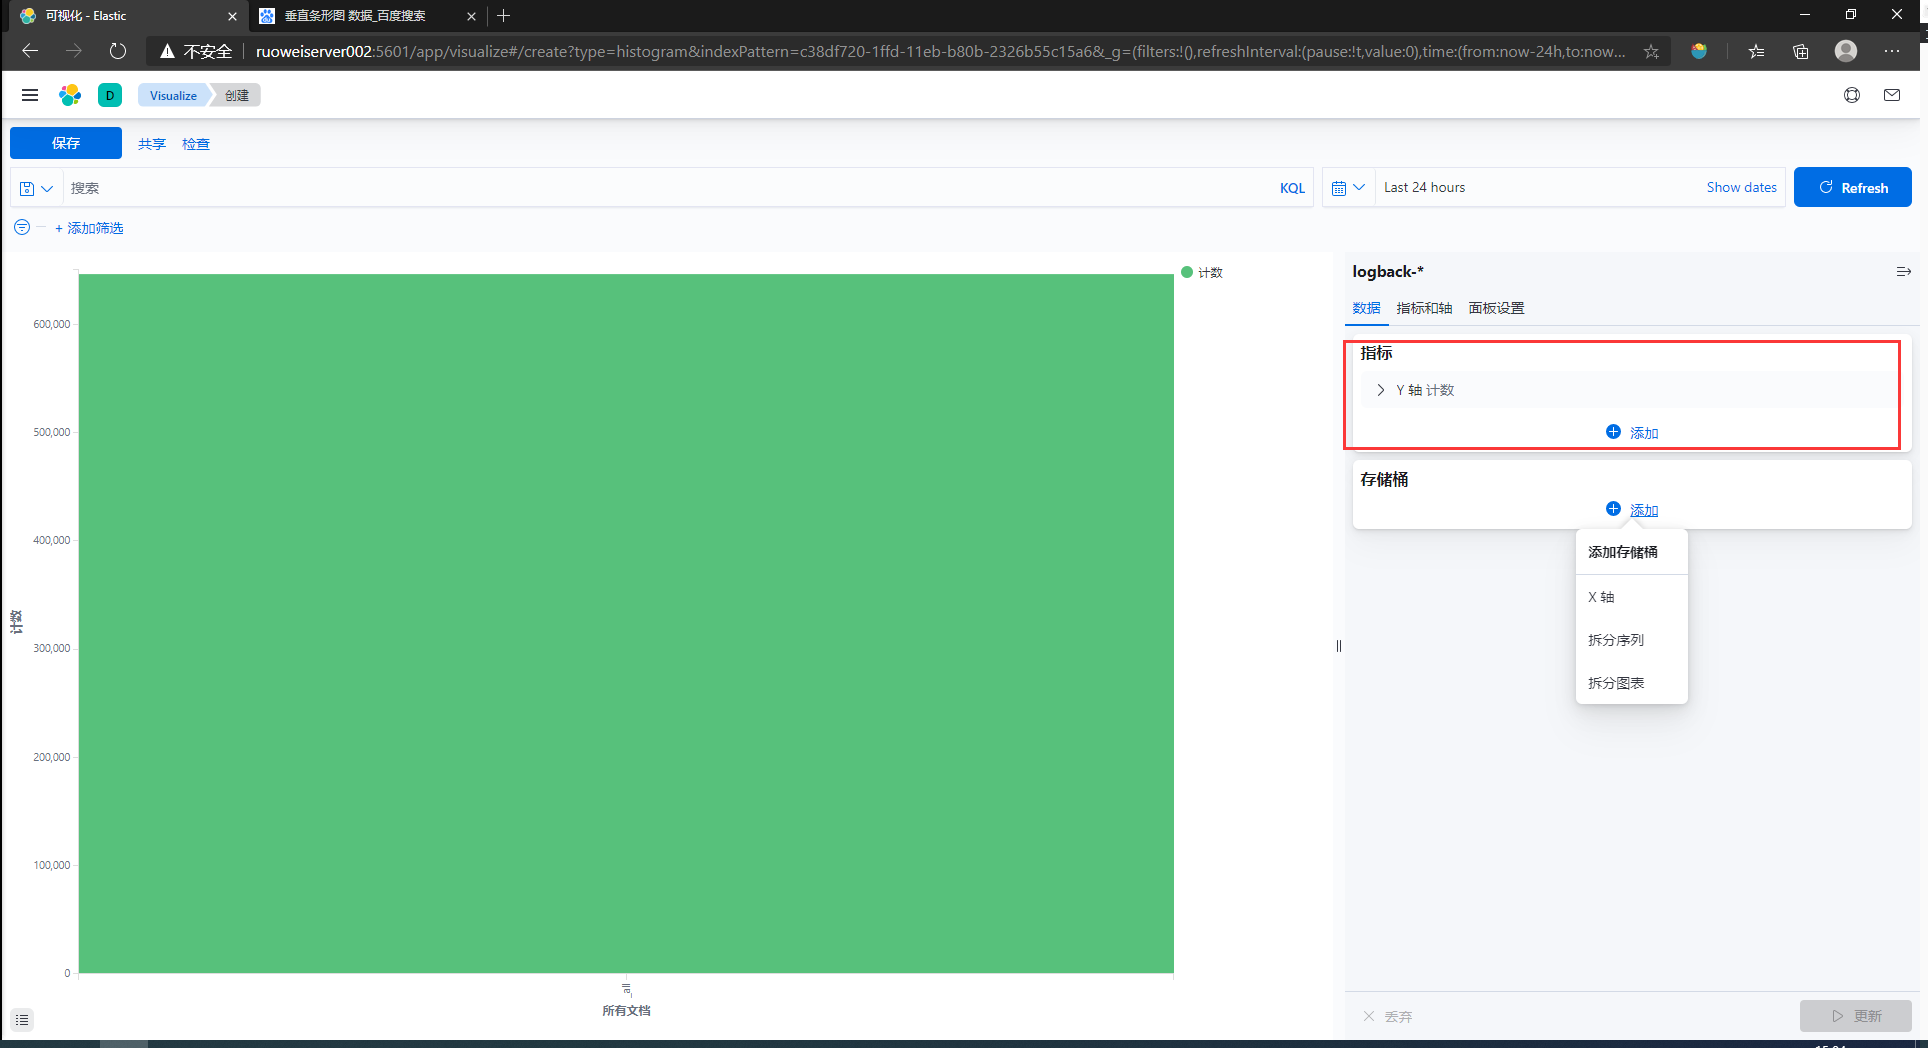 可视化 - Elastic
垂直条形图 数据_百度搜索
不安全
ruoweiserver002:5601/app/visualize#/create?type=histogram&indexPattern=c38df720-1ffd-11eb-b80b-2326b55c15a6&_g=(filters:!(),refreshInterval:(pause:!t,value:0),time:(from:now-24h,to:now...
D
Visualize
创建
保存
共享
检查
搜索
KQL
Last 24 hours
Show dates
Refresh
+ 添加筛选
计数
600,000
500,000
400,000
300,000
200,000
100,000
0
计数
_all
所有文档
logback-*
数据
指标和轴
面板设置
指标
Y 轴 计数
添加
存储桶
添加
添加存储桶
X 轴
拆分序列
拆分图表
丢弃
更新